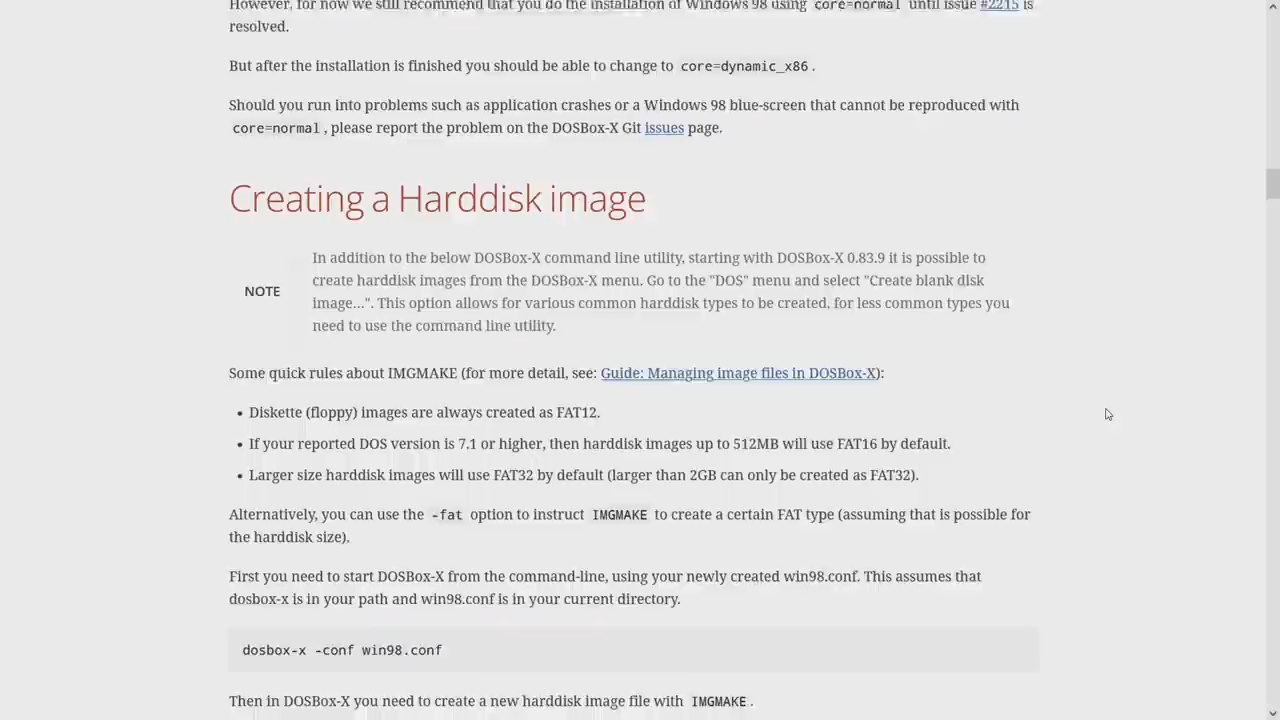 However, for now we still recommend that you do the installation of Windows 98 using core=normal until issue #2215 is
resolved.
But after the installation is finished you should be able to change to core=dynamic_x86 .
Should you run into problems such as application crashes or a Windows 98 blue-screen that cannot be reproduced with
core=normal , please report the problem on the DOSBox-X Git issues page.
Creating a Harddisk image
In addition to the below DOSBox-X command line utility, starting with DOSBox-X 0.83.9 it is possible to
create harddisk images from the DOSBox-X menu. Go to the "DOS" menu and select "Create blank disk
NOTE
image…". This option allows for various common harddisk types to be created, for less common types you
need to use the command line utility.
Some quick rules about IMGMAKE (for more detail, see: Guide: Managing image files in DOSBox-X):
• Diskette (floppy) images are always created as FAT12.
• If your reported DOS version is 7.1 or higher, then harddisk images up to 512MB will use FAT16 by default.
• Larger size harddisk images will use FAT32 by default (larger than 2GB can only be created as FAT32).
Alternatively, you can use the -fat option to instruct IMGMAKE to create a certain FAT type (assuming that is possible for
the harddisk size).
First you need to start DOSBox-X from the command-line, using your newly created win98.conf. This assumes that
dosbox-x is in your path and win98.conf is in your current directory.
dosbox-x -conf win98.conf
Then in DOSBox-X you need to create a new harddisk image file with IMGMAKE .